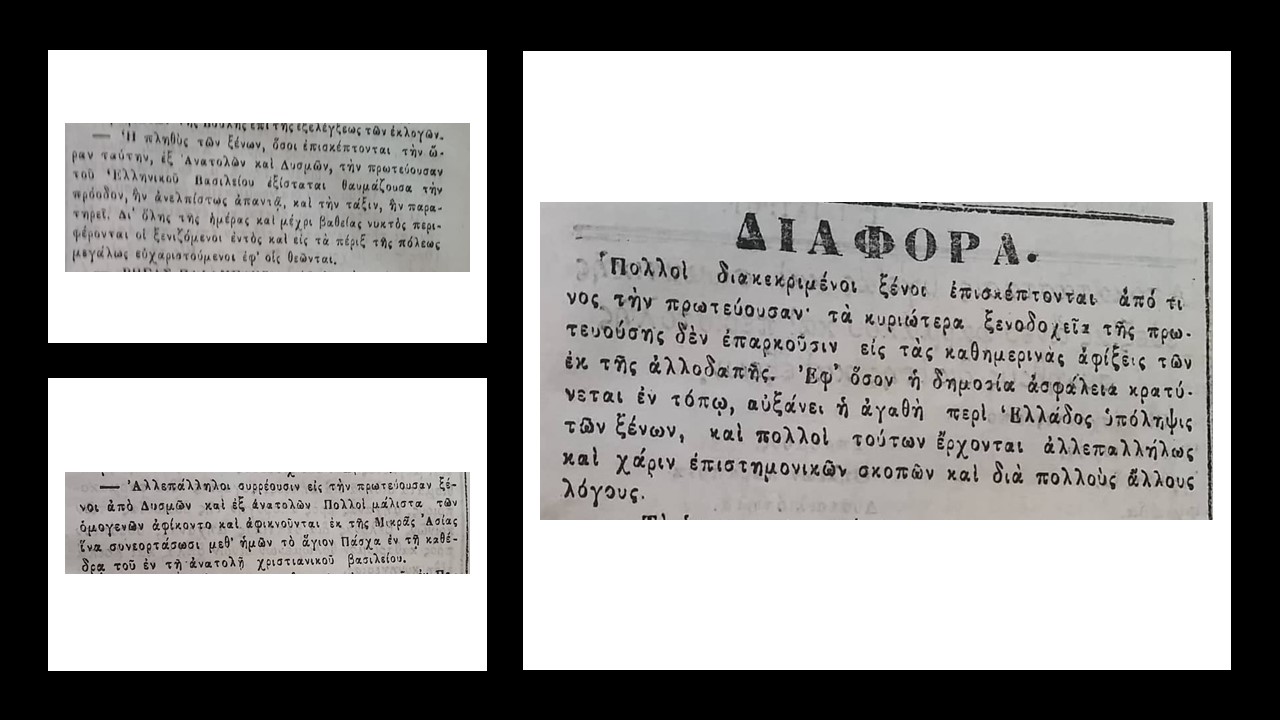 τῆς Βουλῆς ἐπὶ τῆς ἐξελέγξεως τῶν ἐκλογῶν.
— Ἡ πληθὺς τῶν ξένων, ὅσοι ἐπισκέπτονται τὴν ὥ-
ραν ταύτην, ἐξ Ἀνατολῶν καὶ Δυσμῶν, τὴν πρωτεύουσαν
τοῦ Ἑλληνικοῦ Βασιλείου ἐξίσταται θαυμάζουσα τὴν
πρόοδον, ἣν ἀνελπίστως ἀπαντᾷ, καὶ τὴν τάξιν, ἣν παρα-
τηρεῖ. Δι' ὅλης τῆς ἡμέρας καὶ μέχρι βαθείας νυκτὸς περι-
φέρονται οἱ ξενιζόμενοι ἐντὸς καὶ εἰς τὰ πέριξ τῆς πόλεως
μεγάλως εὐχαριστούμενοι ἐφ' οἷς θεῶνται.
— Ἀλλεπάλληλοι συρρέουσιν εἰς τὴν πρωτεύουσαν ξέ-
νοι ἀπὸ Δυσμῶν καὶ ἐξ ἀνατολῶν Πολλοὶ μάλιστα τῶν
ὁμογενῶν ἀφίκοντο καὶ ἀφικνοῦνται ἐκ τῆς Μικρᾶς Ἀσίας
ἵνα συνεορτάσωσι μεθ' ἡμῶν τὸ ἅγιον Πάσχα ἐν τῇ καθέ-
δρᾳ τοῦ ἐν τῇ ἀνατολῇ χριστιανικοῦ βασιλείου.
ΔΙΑΦΟΡΑ.
Πολλοὶ διακεκριμένοι ξένοι ἐπισκέπτονται ἀπό τι
νος τὴν πρωτεύουσαν· τὰ κυριώτερα ξενοδοχεῖα τῆς πρω-
τευούσης δὲν ἐπαρκοῦσιν εἰς τὰς καθημερινὰς ἀφίξεις τῶν
ἐκ τῆς ἀλλοδαπῆς. Ἐφ' ὅσον ἡ δημοσία ἀσφάλεια κρατύ-
νεται ἐν τόπῳ, αὐξάνει ἡ ἀγαθὴ περὶ Ἑλλάδος ὑπόληψις
τῶν ξένων, καὶ πολλοὶ τούτων ἔρχονται ἀλλεπαλλήλως
καὶ χάριν ἐπιστημονικῶν σκοπῶν καὶ διὰ πολλοὺς ἄλλους
λόγους.